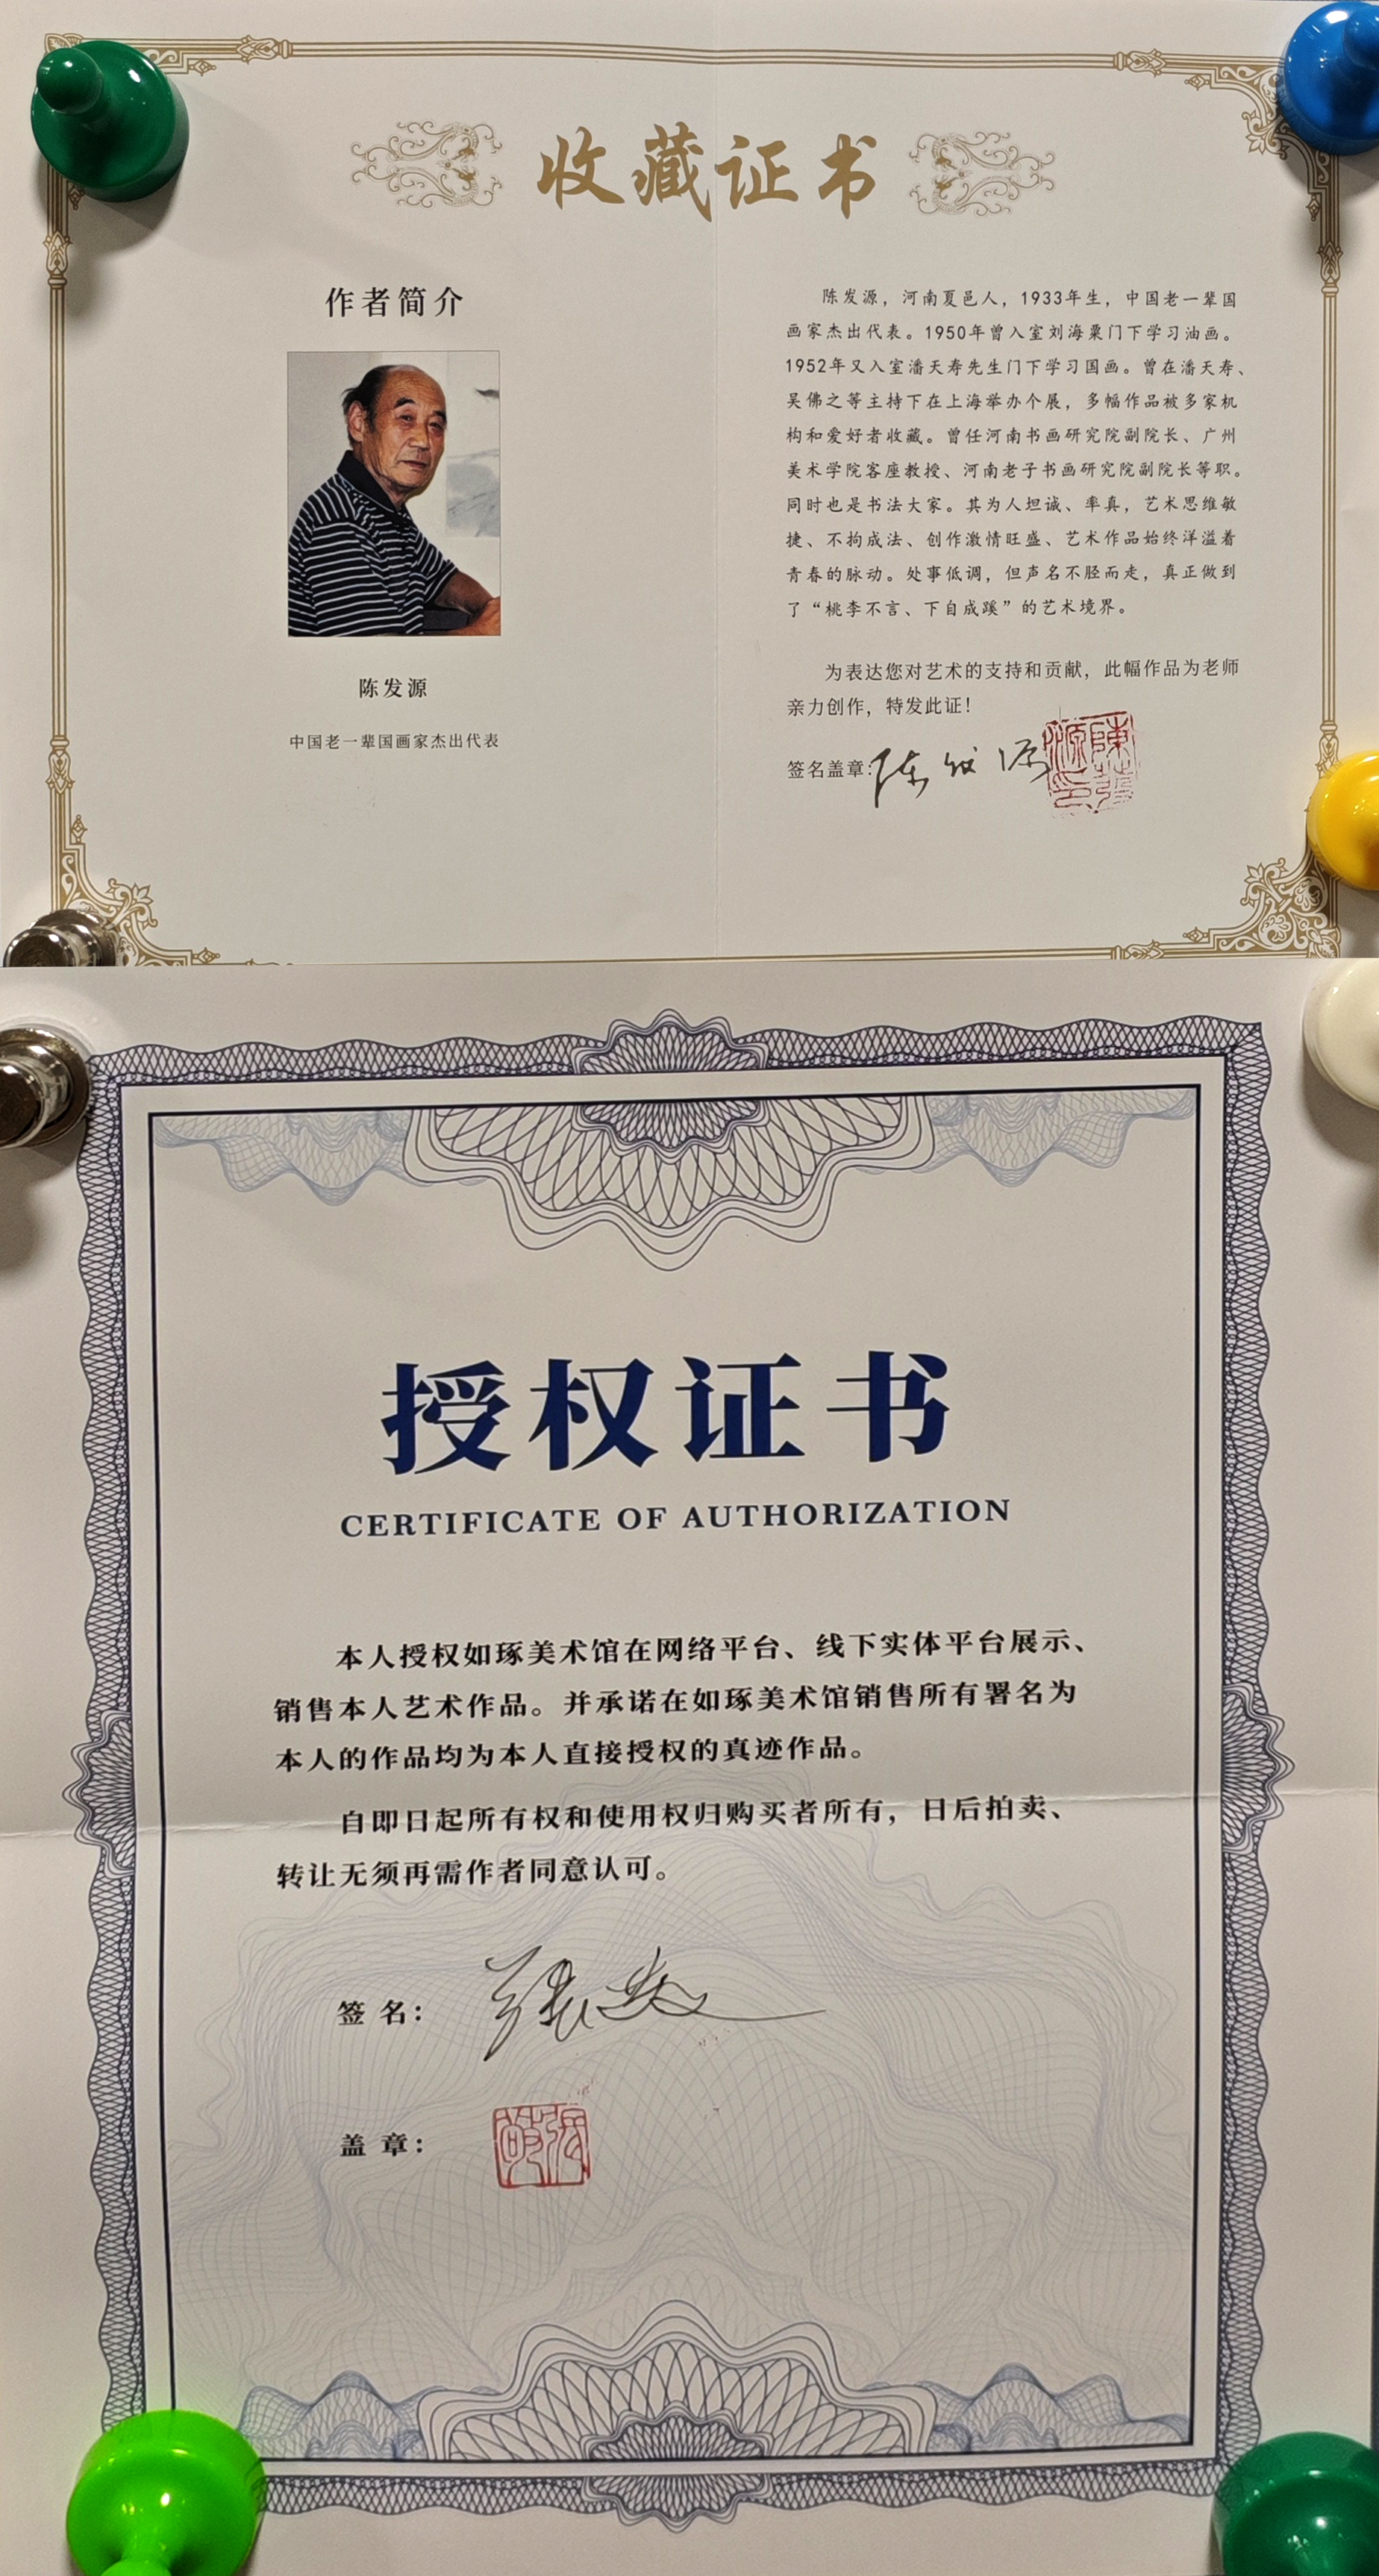 收藏证书
作者简介
陈发源
中国老一辈国画家杰出代表
陈发源，河南夏邑人，1933年生，中国老一辈国
画家杰出代表。1950年曾入室刘海粟门下学习油画。
1952年又入室潘天寿先生门下学习国画。曾在潘天寿、
吴佛之等主持下在上海举办个展，多幅作品被多家机
构和爱好者收藏。曾任河南书画研究院副院长、广州
美术学院客座教授、河南老子书画研究院副院长等职。
同时也是书法大家。其为人坦诚、率真，艺术思维敏
捷、不拘成法、创作激情旺盛、艺术作品始终洋溢着
青春的脉动。处事低调，但声名不胫而走，真正做到
了“桃李不言、下自成蹊”的艺术境界。
为表达您对艺术的支持和贡献，此幅作品为老师
亲力创作，特发此证！
签名盖章：陈发源
授权证书
CERTIFICATE OF AUTHORIZATION
本人授权如琢美术馆在网络平台、线下实体平台展示、
销售本人艺术作品。并承诺在如琢美术馆销售所有署名为
本人的作品均为本人直接授权的真迹作品。
自即日起所有权和使用权归购买者所有，日后拍卖、
转让无须再需作者同意认可。
签 名：
盖 章：